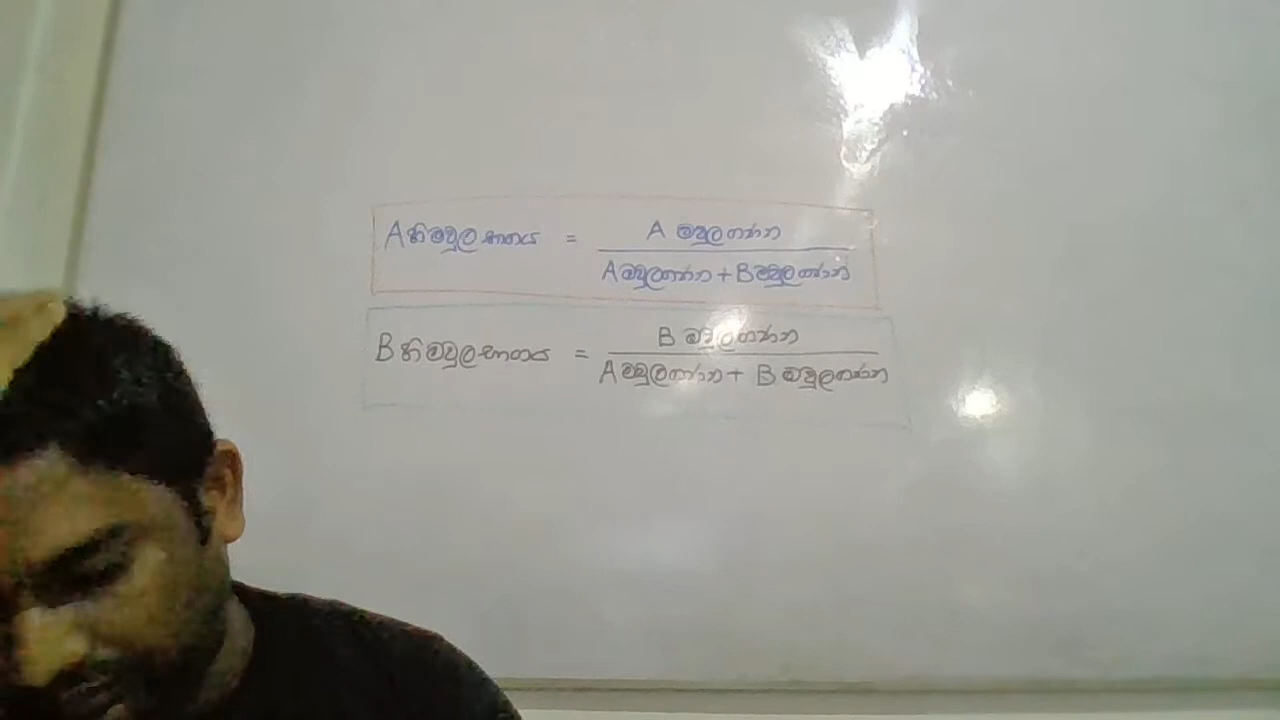 A හි මවුල භාගය = A මවුල ගණන
A මවුල ගණන + B මවුල ගණන
B හි මවුල භාගය = B මවුල ගණන
A මවුල ගණන + B මවුල ගණන